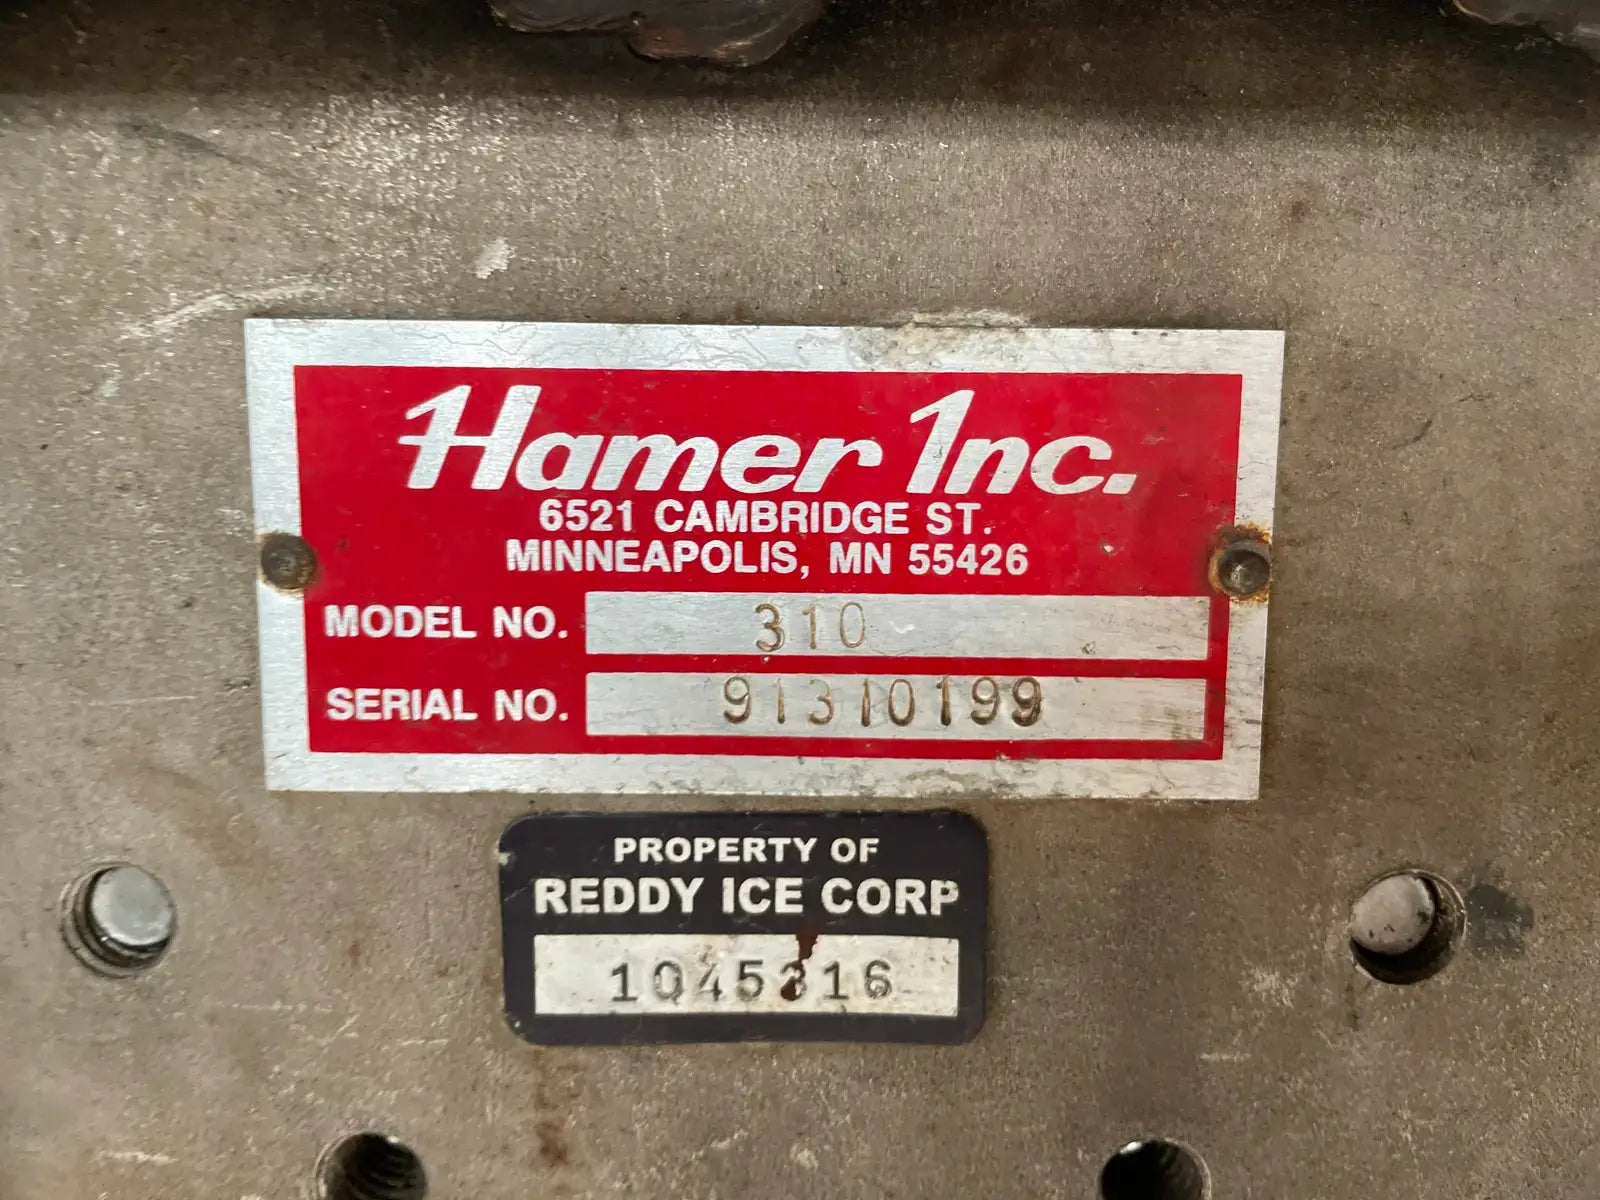 Hamer Inc.
6521 CAMBRIDGE ST.
MINNEAPOLIS, MN 55426
MODEL NO. 310
SERIAL NO. 91310199
PROPERTY OF
REDDY ICE CORP